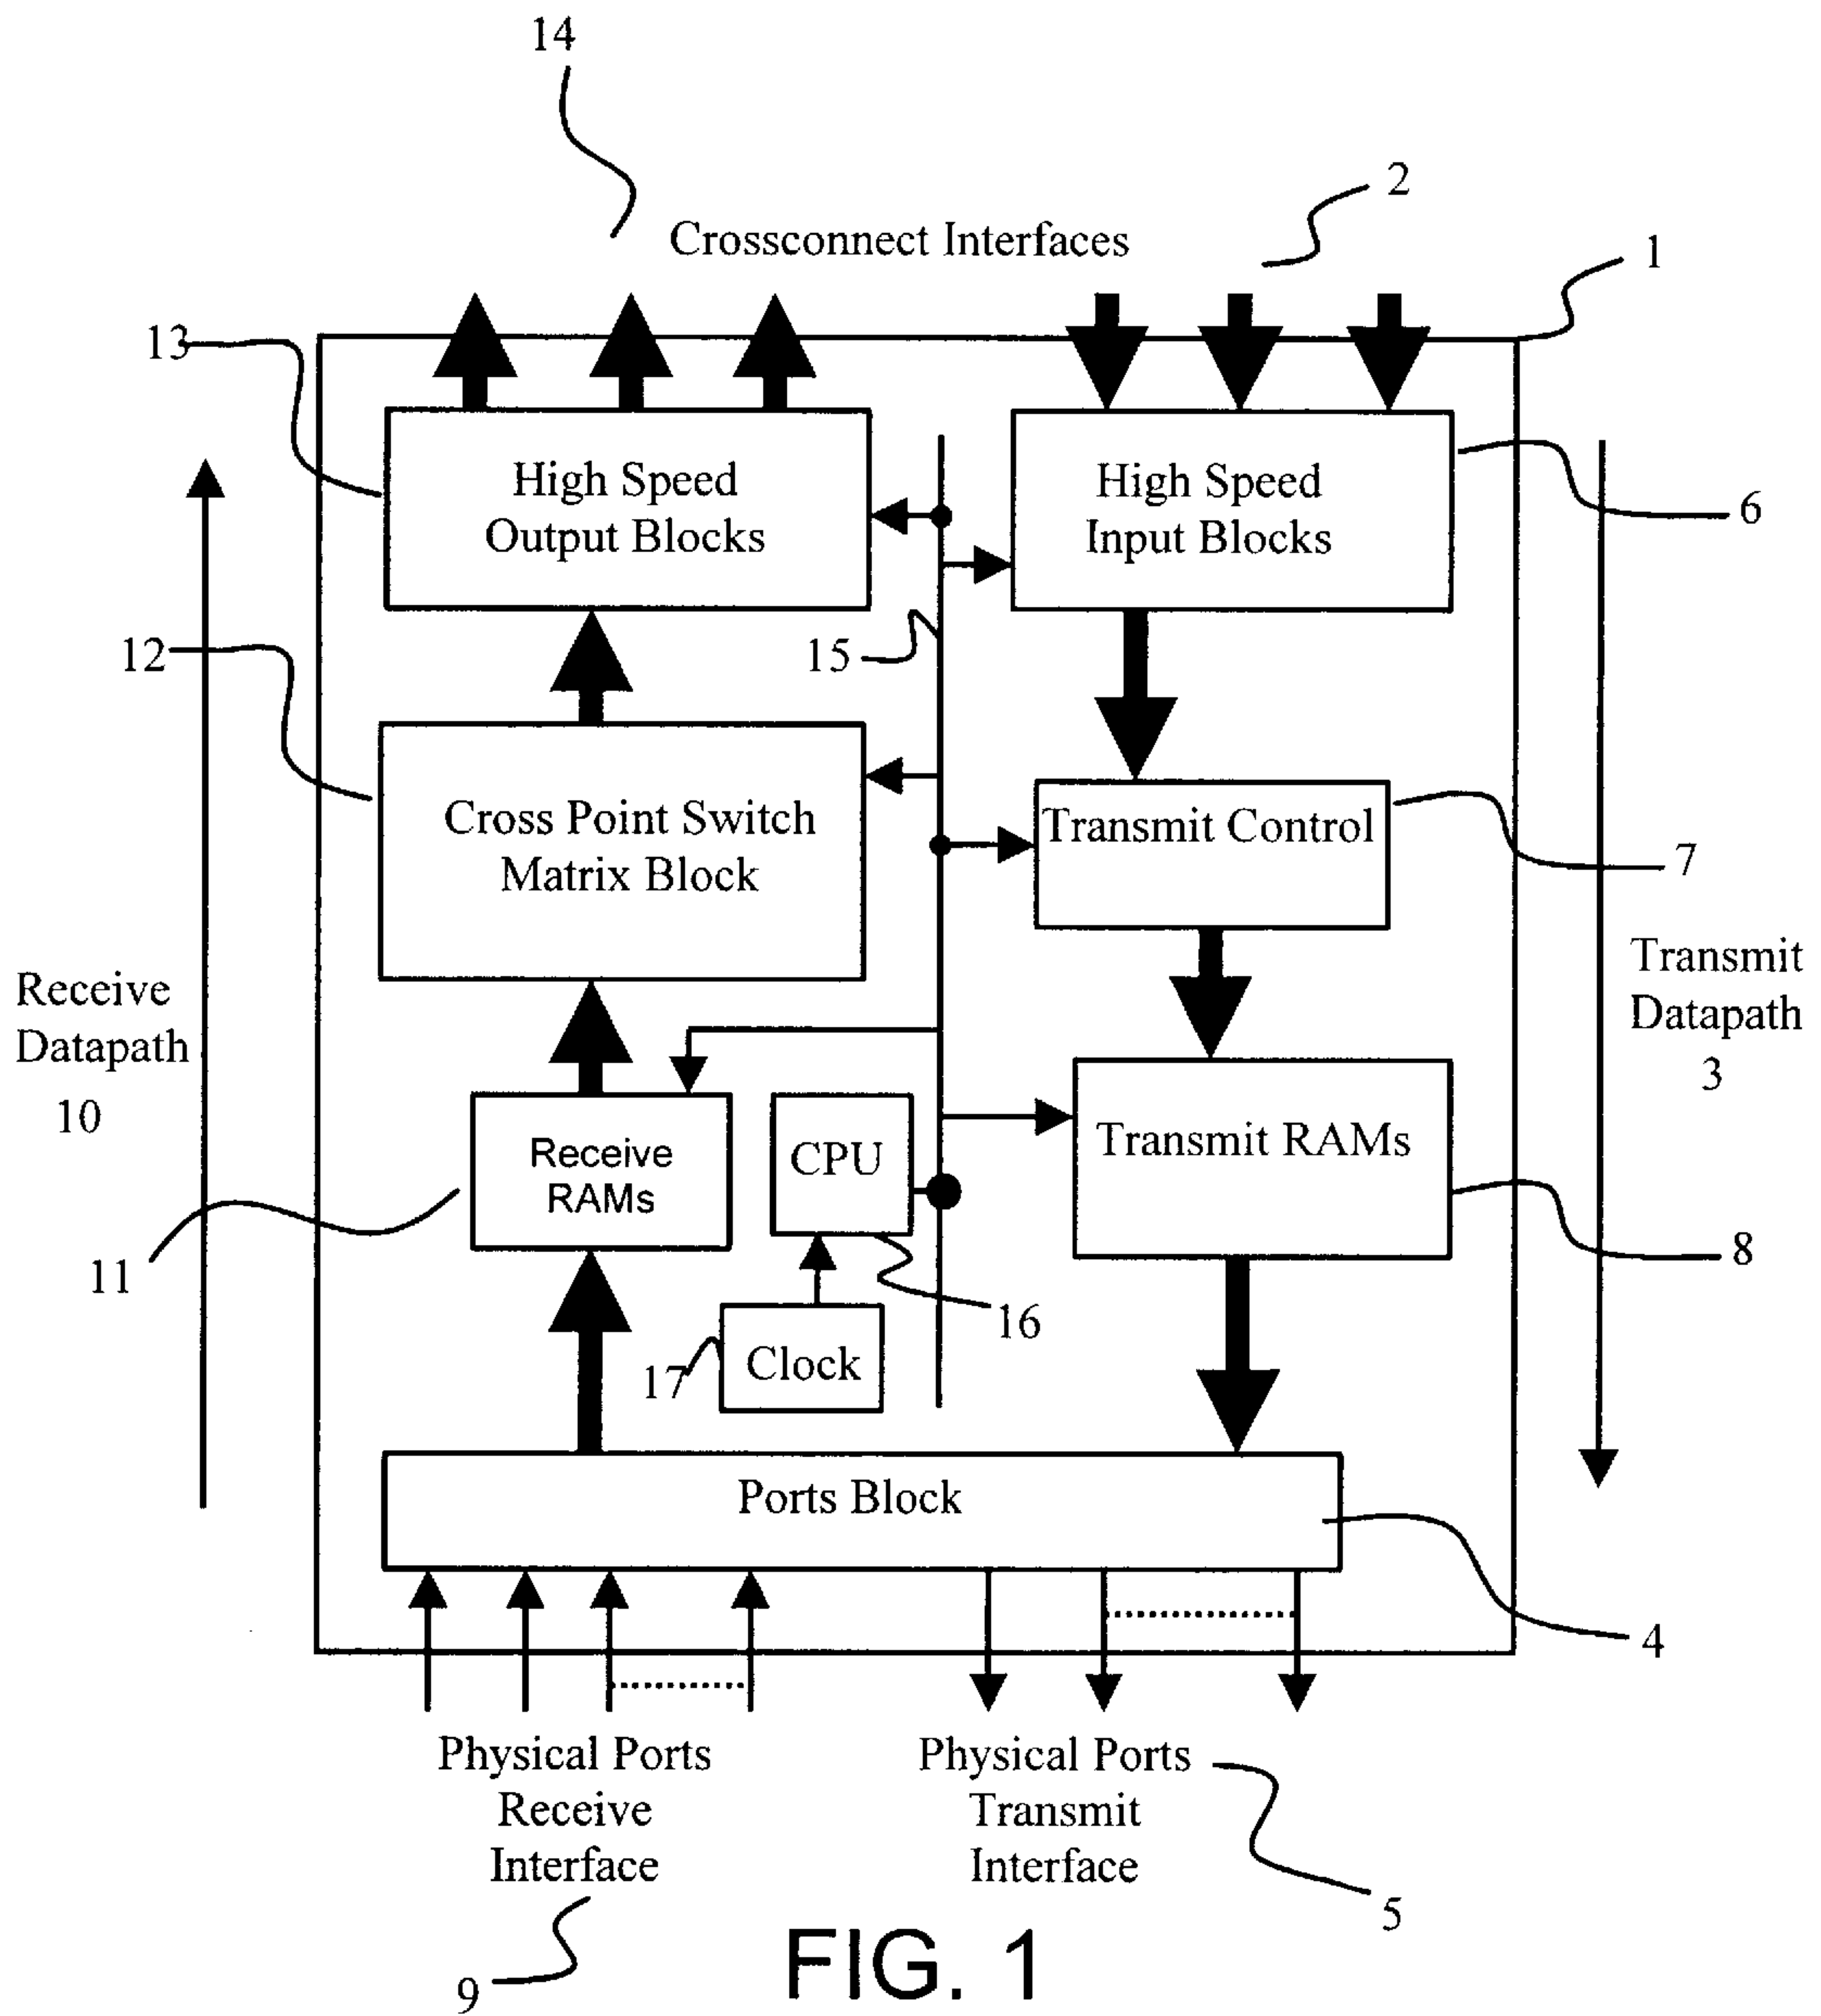 14
2
Crossconnect Interfaces
1
13
High Speed
Output Blocks
High Speed
Input Blocks
6
12
15
Cross Point Switch
Matrix Block
Transmit Control
7
Receive
Datapath
10
Transmit
Datapath
3
Receive
RAMs
CPU
Transmit RAMs
11
8
16
17
Clock
Ports Block
4
Physical Ports
Receive
Interface
Physical Ports
Transmit
Interface
5
9
FIG. 1